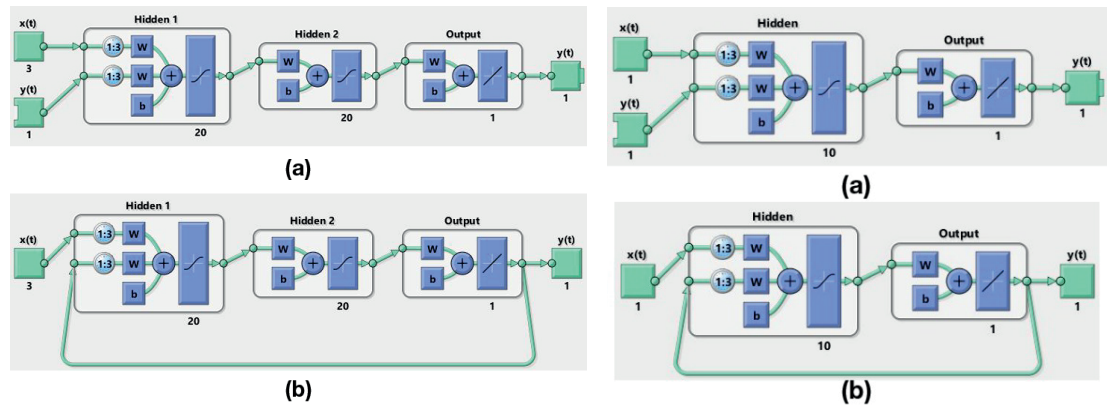 Hidden 1
x(t)
3
1:3
W
y(t)
1
1:3
W
+
b
20
Hidden 2
W
+
b
20
Output
W
+
b
1
y(t)
1
(a)
Hidden
x(t)
1
1:3
W
y(t)
1
1:3
W
+
b
10
Output
W
+
b
1
y(t)
1
(a)
Hidden 1
x(t)
3
1:3
W
1:3
W
+
b
20
Hidden 2
W
+
b
20
Output
W
+
b
1
y(t)
1
(b)
Hidden
x(t)
1
1:3
W
1:3
W
+
b
10
Output
W
+
b
1
y(t)
1
(b)